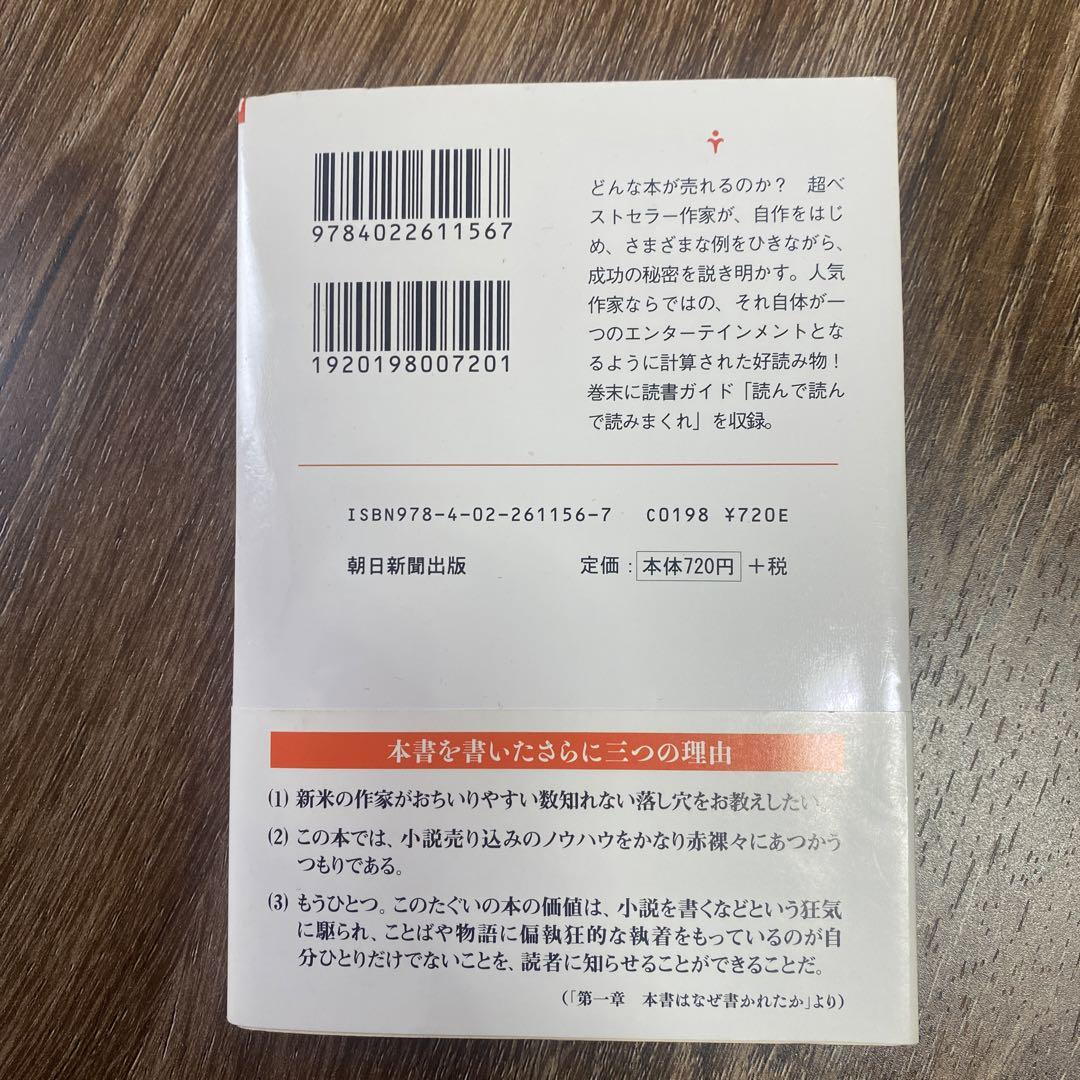 9784022611567
1920198007201
どんな本が売れるのか？　超ベ
ストセラー作家が、自作をはじ
め、さまざまな例をひきながら、
成功の秘密を説き明かす。人気
作家ならではの、それ自体が一
つのエンターテインメントとな
るように計算された好読み物！
巻末に読書ガイド「読んで読ん
で読みまくれ」を収録。
ISBN978-4-02-261156-7　C0198 ¥720E
朝日新聞出版　定価：本体720円＋税
本書を書いたさらに三つの理由
(1) 新米の作家がおちいりやすい数知れない落し穴をお教えしたい。
(2) この本では、小説売り込みのノウハウをかなり赤裸々にあつかう
つもりである。
(3) もうひとつ。このたぐいの本の価値は、小説を書くなどという狂気
に駆られ、ことばや物語に偏執狂的な執着をもっているのが自
分ひとりだけでないことを、読者に知らせることができることだ。
（「第一章　本書はなぜ書かれたか」より）